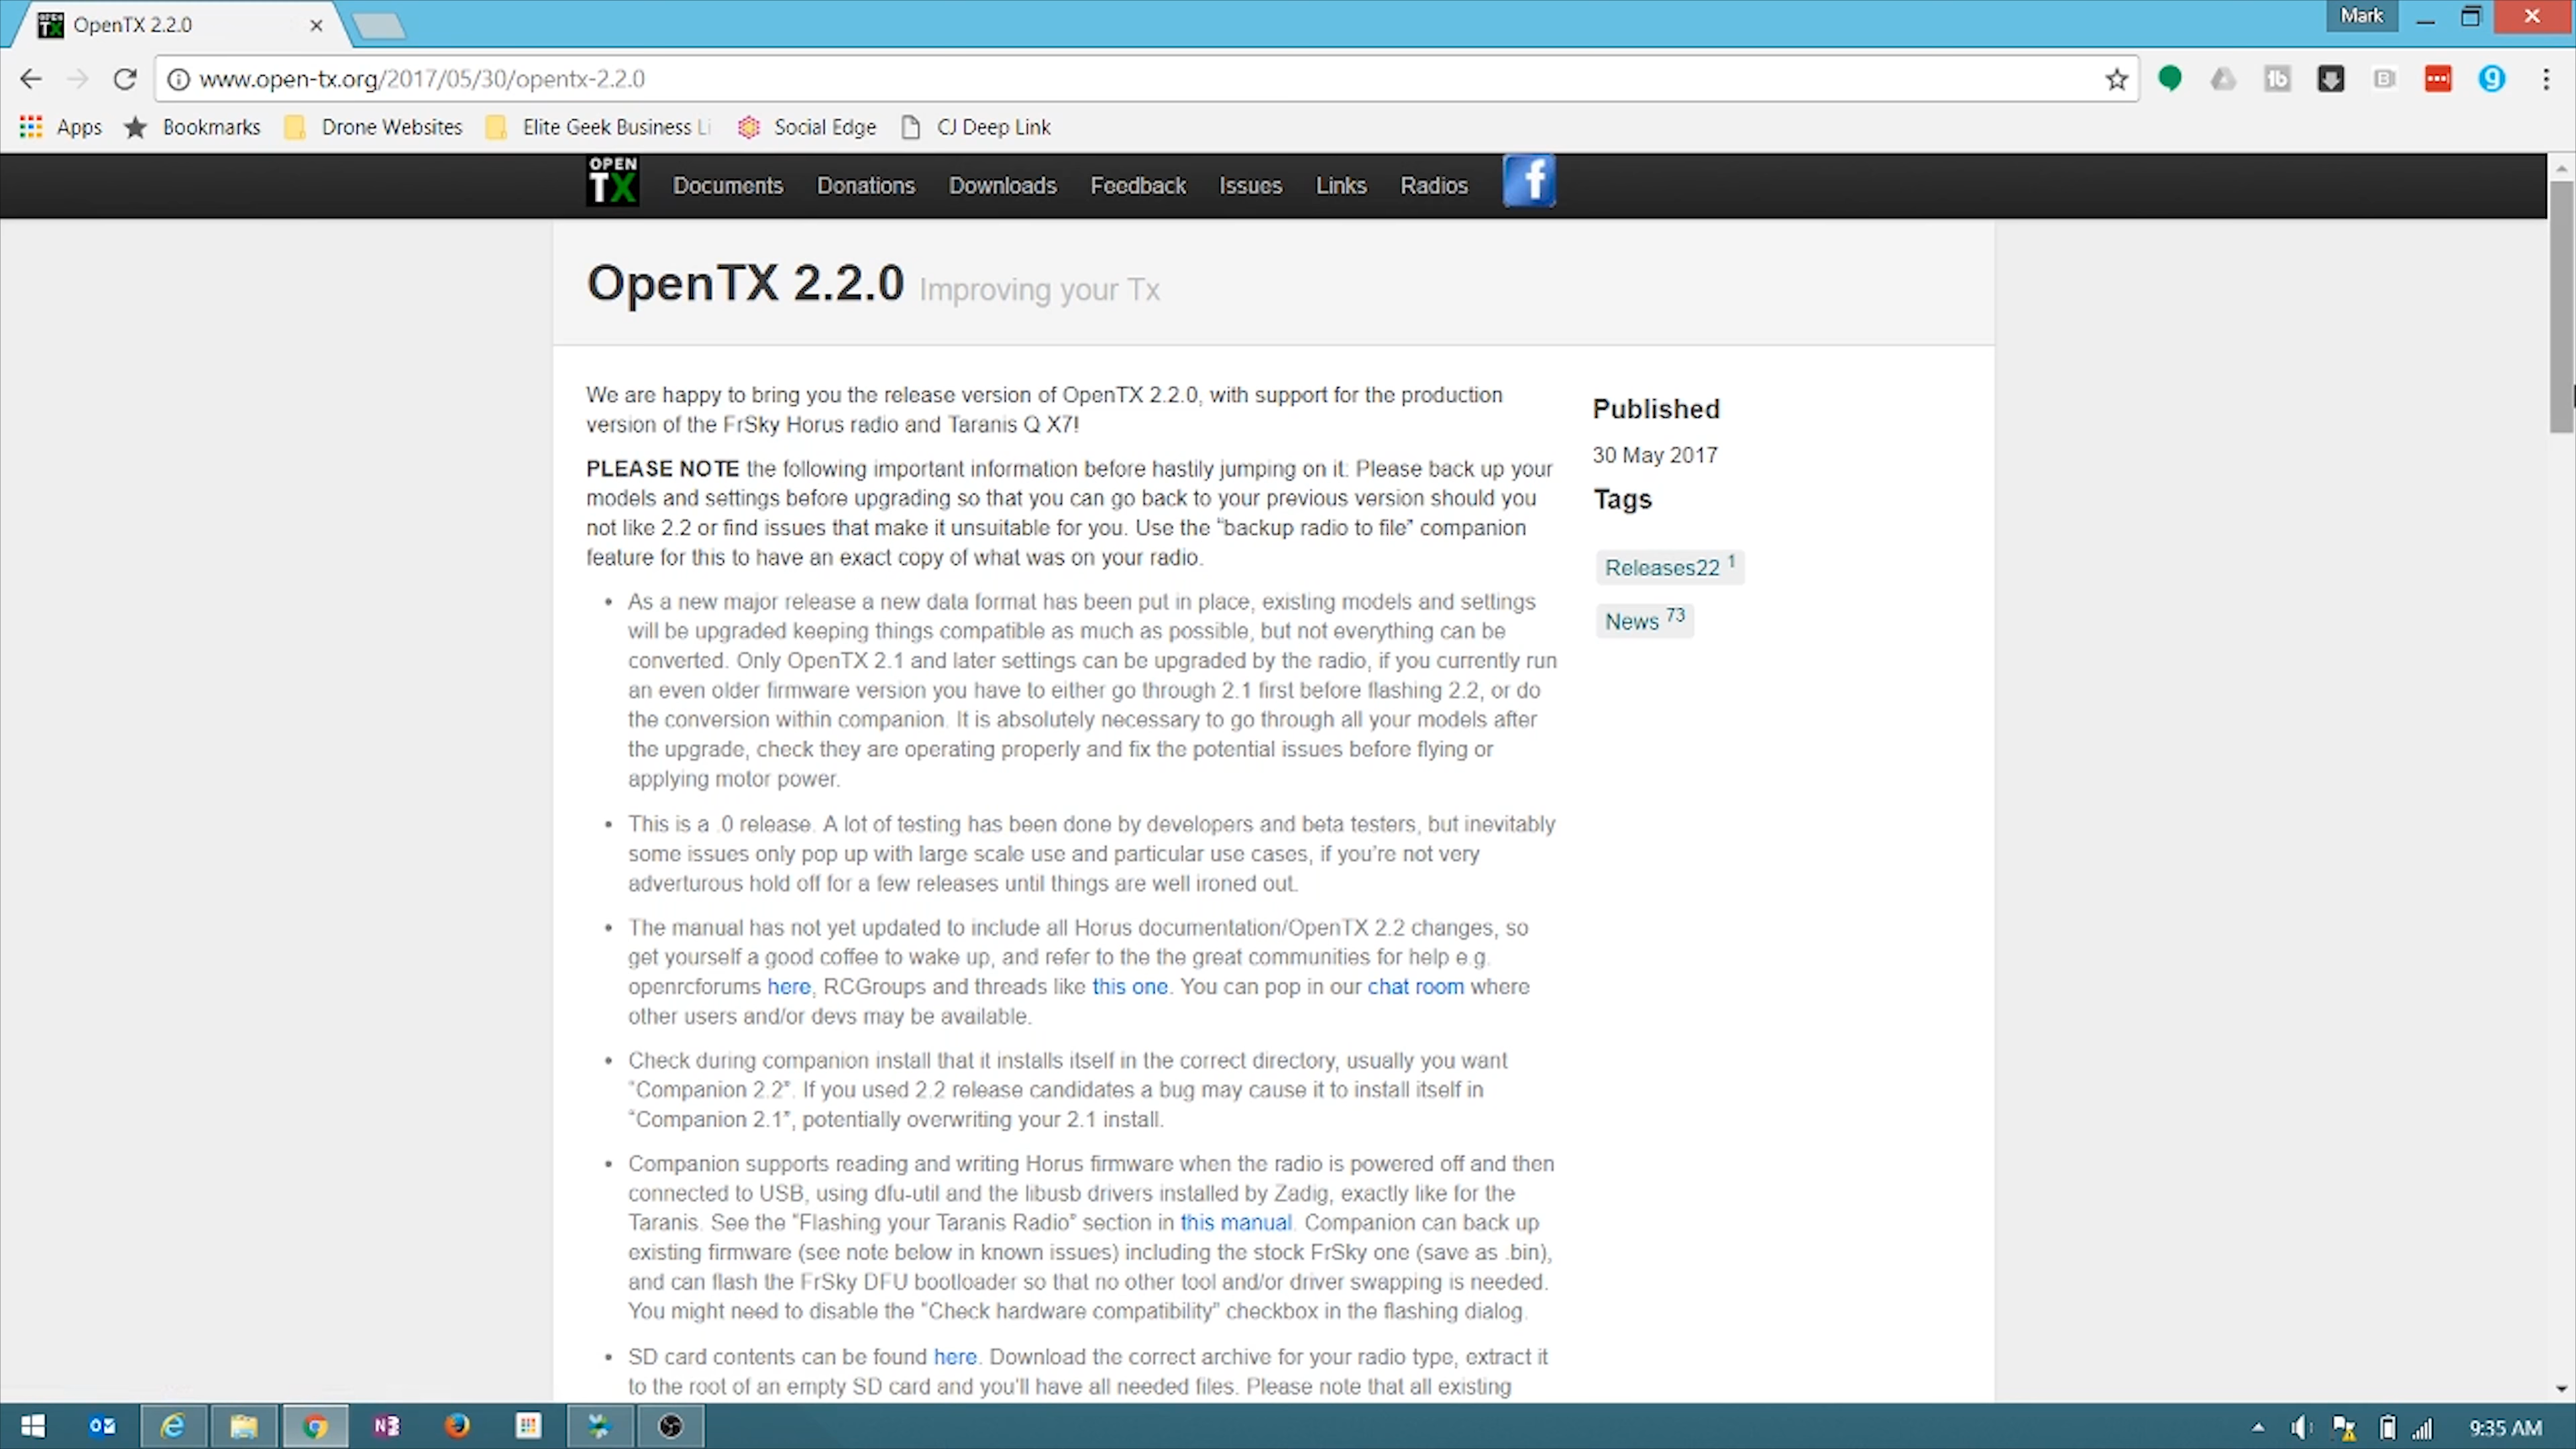 OpenTX 2.2.0
Mark
www.open-tx.org/2017/05/30/opentx-2.2.0
Apps Bookmarks Drone Websites Elite Geek Business Li Social Edge CJ Deep Link
OPEN TX Documents Donations Downloads Feedback Issues Links Radios
OpenTX 2.2.0 Improving your Tx
We are happy to bring you the release version of OpenTX 2.2.0, with support for the production
version of the FrSky Horus radio and Taranis Q X7!
PLEASE NOTE the following important information before hastily jumping on it: Please back up your
models and settings before upgrading so that you can go back to your previous version should you
not like 2.2 or find issues that make it unsuitable for you. Use the “backup radio to file” companion
feature for this to have an exact copy of what was on your radio.
• As a new major release a new data format has been put in place, existing models and settings
will be upgraded keeping things compatible as much as possible, but not everything can be
converted. Only OpenTX 2.1 and later settings can be upgraded by the radio, if you currently run
an even older firmware version you have to either go through 2.1 first before flashing 2.2, or do
the conversion within companion. It is absolutely necessary to go through all your models after
the upgrade, check they are operating properly and fix the potential issues before flying or
applying motor power.
• This is a .0 release. A lot of testing has been done by developers and beta testers, but inevitably
some issues only pop up with large scale use and particular use cases, if you’re not very
adverturous hold off for a few releases until things are well ironed out.
• The manual has not yet updated to include all Horus documentation/OpenTX 2.2 changes, so
get yourself a good coffee to wake up, and refer to the the great communities for help e.g.
openrcforums here, RCGroups and threads like this one. You can pop in our chat room where
other users and/or devs may be available.
• Check during companion install that it installs itself in the correct directory, usually you want
“Companion 2.2”. If you used 2.2 release candidates a bug may cause it to install itself in
“Companion 2.1”, potentially overwriting your 2.1 install.
• Companion supports reading and writing Horus firmware when the radio is powered off and then
connected to USB, using dfu-util and the libusb drivers installed by Zadig, exactly like for the
Taranis. See the “Flashing your Taranis Radio” section in this manual. Companion can back up
existing firmware (see note below in known issues) including the stock FrSky one (save as .bin),
and can flash the FrSky DFU bootloader so that no other tool and/or driver swapping is needed.
You might need to disable the “Check hardware compatibility” checkbox in the flashing dialog.
• SD card contents can be found here. Download the correct archive for your radio type, extract it
to the root of an empty SD card and you’ll have all needed files. Please note that all existing
Published
30 May 2017
Tags
Releases22 1
News 73
9:35 AM